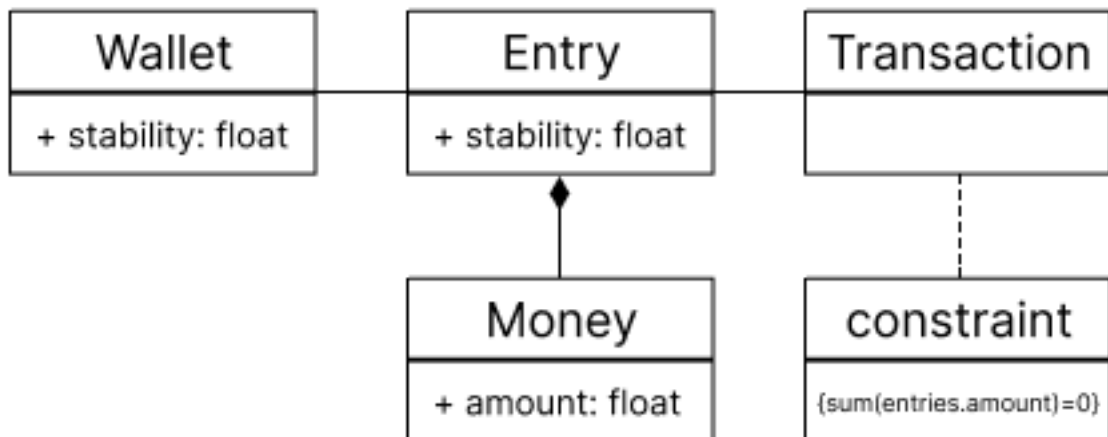 Wallet
+ stability: float
Entry
+ stability: float
Transaction
Money
+ amount: float
constraint
{sum(entries.amount)=0}